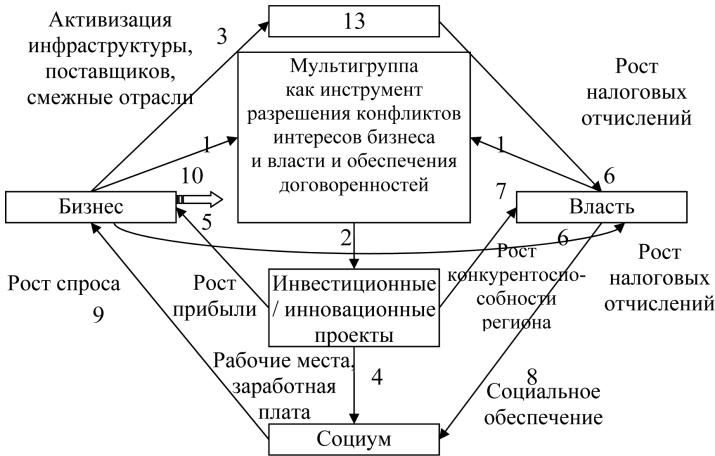 Активизация
инфраструктуры,
поставщиков,
смежные отрасли
3
13
Мультигруппа
как инструмент
разрешения конфликтов
интересов бизнеса
и власти и обеспечения
договоренностей
Рост
налоговых
отчислений
1
1
10
6
7
Бизнес
Власть
5
2
6
Рост спроса
9
Рост
прибыли
Инвестиционные
/ инновационные
проекты
Рост
конкурентоспо-
собности
региона
Рост
налоговых
отчислений
Рабочие места,
заработная
плата
4
8
Социальное
обеспечение
Социум